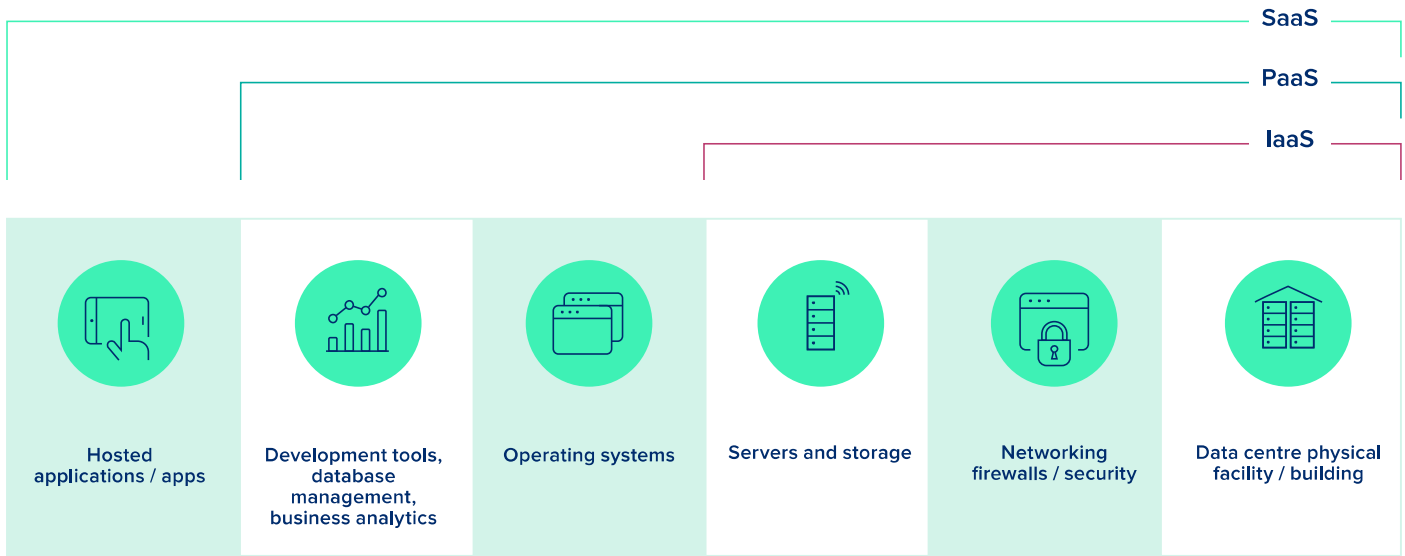 SaaS
PaaS
IaaS
Hosted
applications / apps
Development tools,
database
management,
business analytics
Operating systems
Servers and storage
Networking
firewalls / security
Data centre physical
facility / building